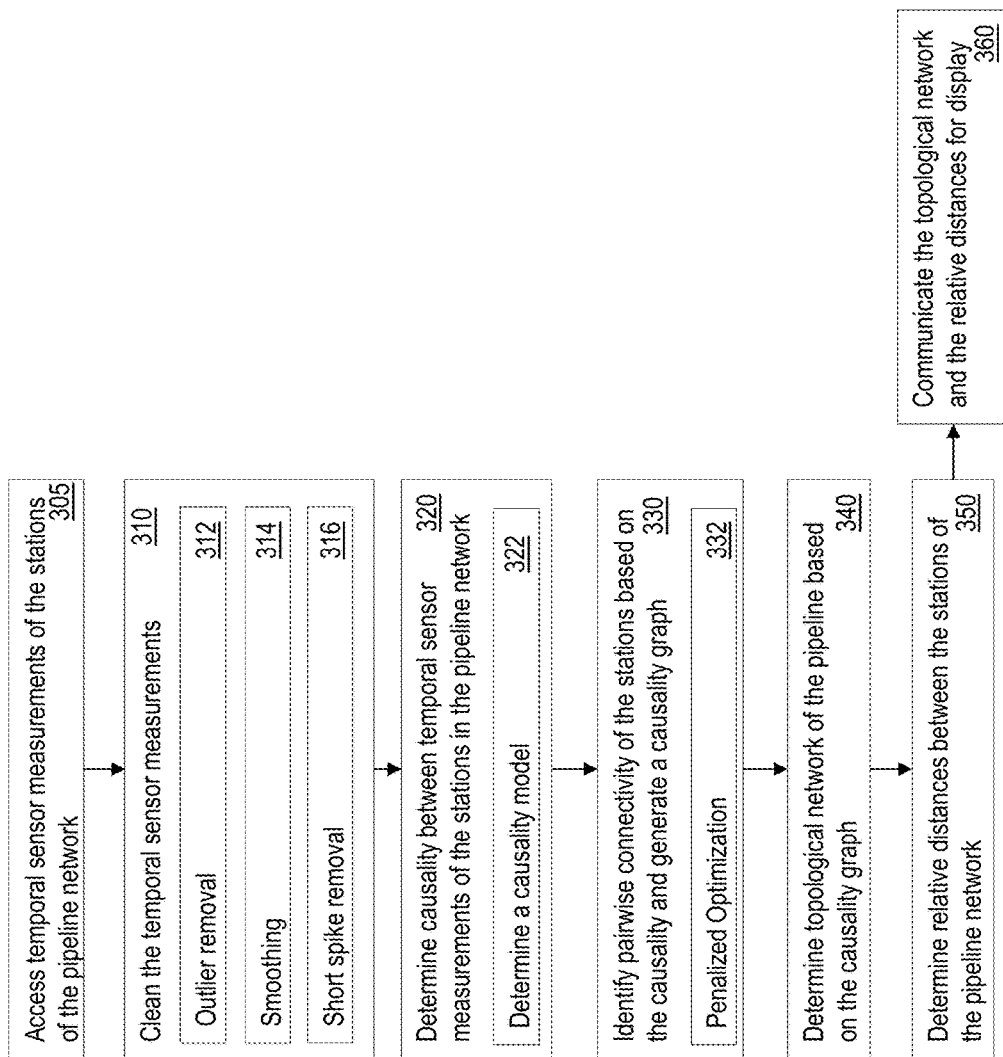 Access temporal sensor measurements of the stations
of the pipeline network
305
Clean the temporal sensor measurements
310
Outlier removal
312
Smoothing
314
Short spike removal
316
Determine causality between temporal sensor
320
measurements of the stations in the pipeline network
Determine a causality model
322
Identify pairwise connectivity of the stations based on
the causality and generate a causality graph
330
Penalized Optimization
332
Determine topological network of the pipeline based
on the causality graph
340
Determine relative distances between the stations of
the pipeline network
350
Communicate the topological network
and the relative distances for display
360